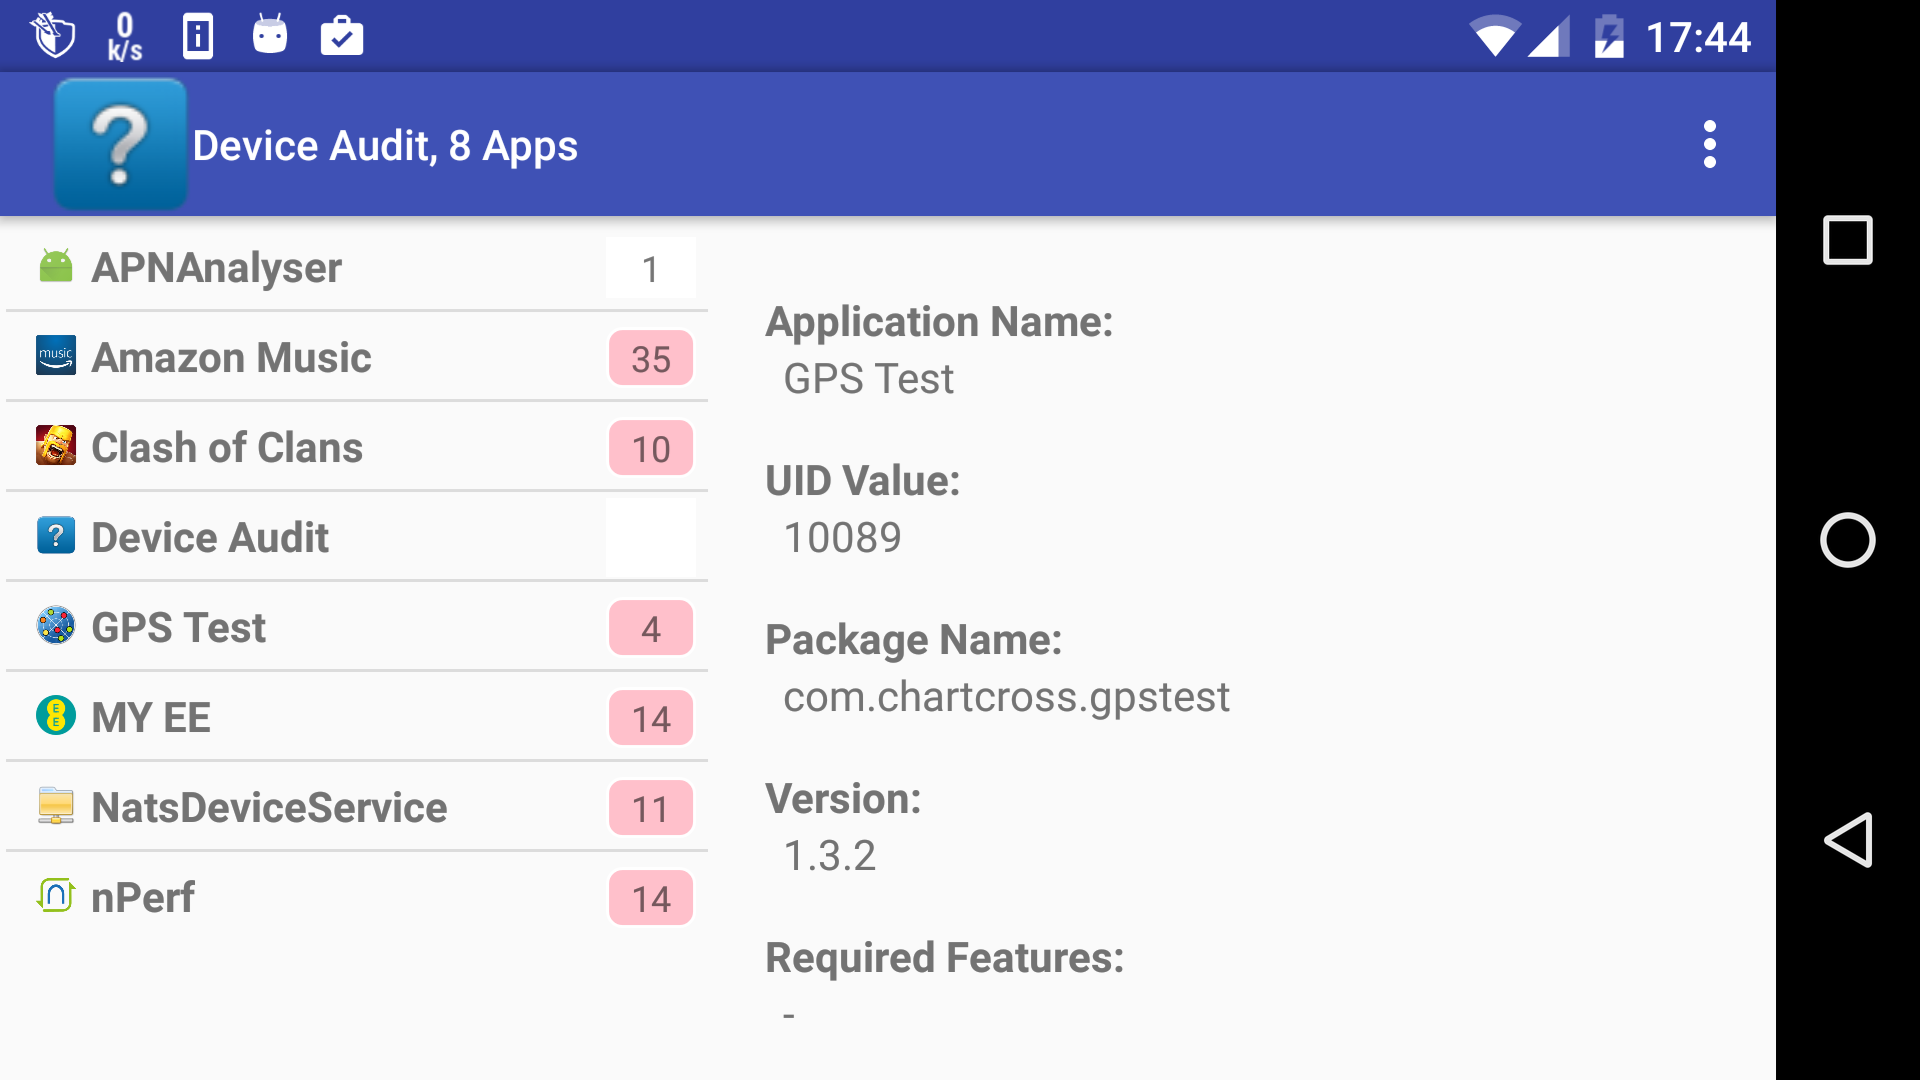 0
k/s
17:44
Device Audit, 8 Apps
APNAnalyser 1
music
Amazon Music 35
Clash of Clans 10
Device Audit
GPS Test 4
E
E
MY EE 14
NatsDeviceService 11
nPerf 14
Application Name:
GPS Test
UID Value:
10089
Package Name:
com.chartcross.gpstest
Version:
1.3.2
Required Features:
-